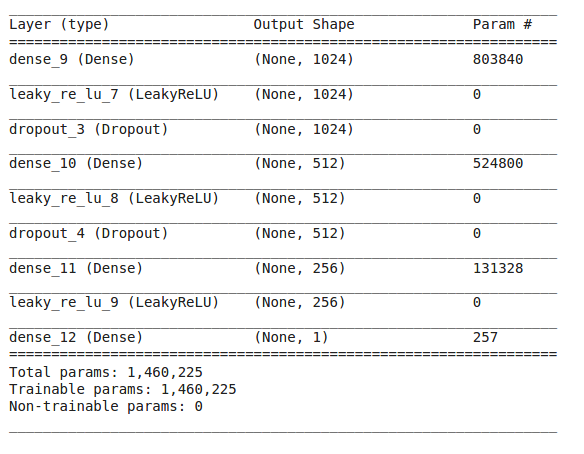 Layer (type) Output Shape Param #
dense_9 (Dense) (None, 1024) 803840
leaky_re_lu_7 (LeakyReLU) (None, 1024) 0
dropout_3 (Dropout) (None, 1024) 0
dense_10 (Dense) (None, 512) 524800
leaky_re_lu_8 (LeakyReLU) (None, 512) 0
dropout_4 (Dropout) (None, 512) 0
dense_11 (Dense) (None, 256) 131328
leaky_re_lu_9 (LeakyReLU) (None, 256) 0
dense_12 (Dense) (None, 1) 257
Total params: 1,460,225
Trainable params: 1,460,225
Non-trainable params: 0